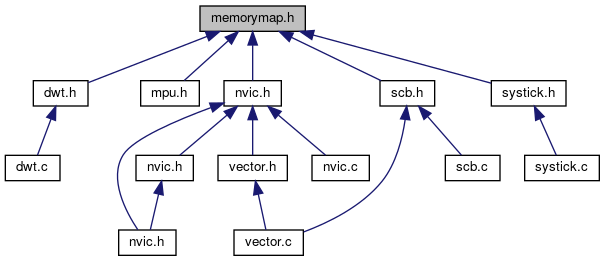 memorymap.h
dwt.h
mpu.h
nvic.h
scb.h
systick.h
dwt.c
nvic.h
vector.h
nvic.c
scb.c
systick.c
nvic.h
vector.c